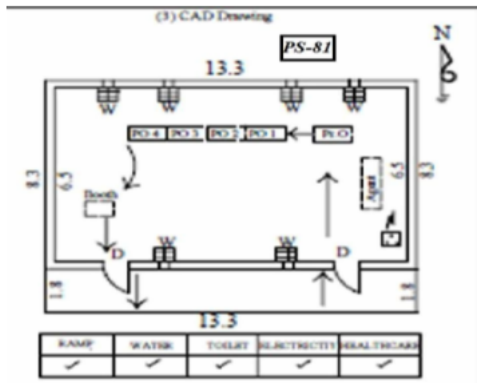 (3) CAD Drawing
PS-81
N
13.3
W W W W
PO 4 PO 3 PO 2 PO 1 Pr.O
8.3 6.5 Agent 6.5 8.3
Booth
D W W D
1.8 1.8
13.3
RAMP WATER TOILET ELECTRICITY HEALTHCARE
✓ ✓ ✓ ✓ ✓